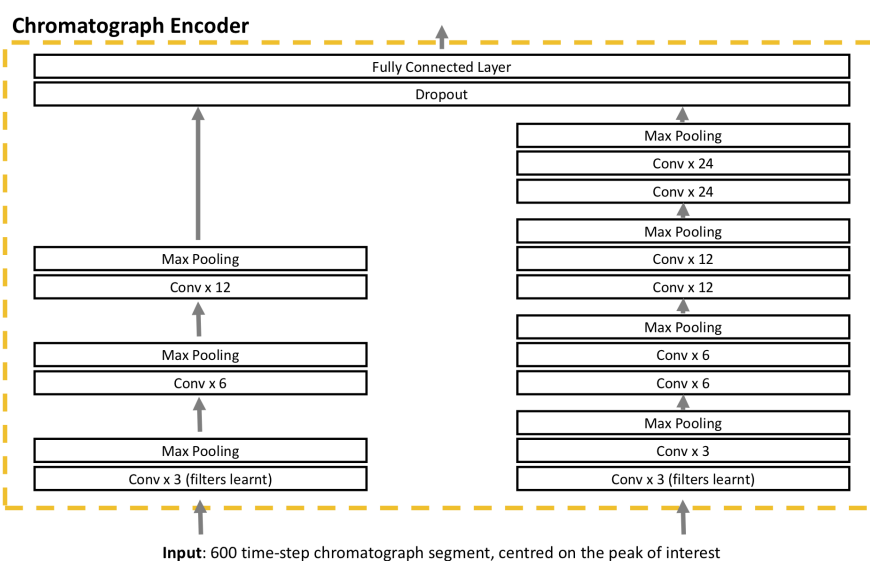 Chromatograph Encoder
Fully Connected Layer
Dropout
Max Pooling
Conv x 12
Max Pooling
Conv x 6
Max Pooling
Conv x 3 (filters learnt)
Max Pooling
Conv x 24
Conv x 24
Max Pooling
Conv x 12
Conv x 12
Max Pooling
Conv x 6
Conv x 6
Max Pooling
Conv x 3
Conv x 3 (filters learnt)
Input: 600 time-step chromatograph segment, centred on the peak of interest